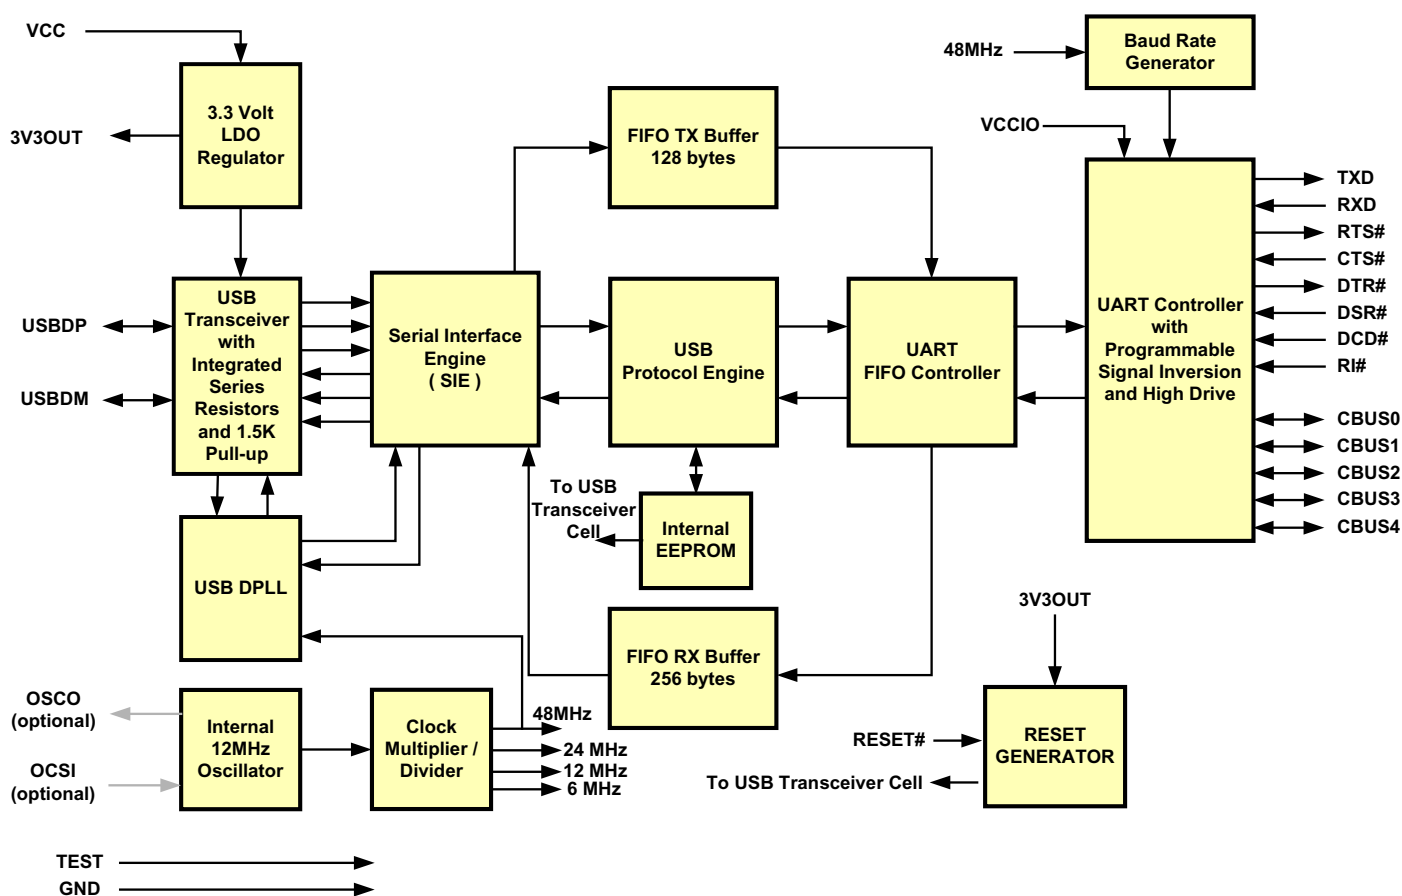 VCC
3V3OUT
3.3 Volt
LDO
Regulator
FIFO TX Buffer
128 bytes
48MHz
Baud Rate
Generator
VCCIO
USBDP
USBDM
USB
Transceiver
with
Integrated
Series
Resistors
and 1.5K
Pull-up
Serial Interface
Engine
( SIE )
USB
Protocol Engine
UART
FIFO Controller
UART Controller
with
Programmable
Signal Inversion
and High Drive
TXD
RXD
RTS#
CTS#
DTR#
DSR#
DCD#
RI#
CBUS0
CBUS1
CBUS2
CBUS3
CBUS4
USB DPLL
To USB
Transceiver
Cell
Internal
EEPROM
FIFO RX Buffer
256 bytes
3V3OUT
OSCO
(optional)
OCSI
(optional)
Internal
12MHz
Oscillator
Clock
Multiplier /
Divider
48MHz
24 MHz
12 MHz
6 MHz
RESET#
To USB Transceiver Cell
RESET
GENERATOR
TEST
GND